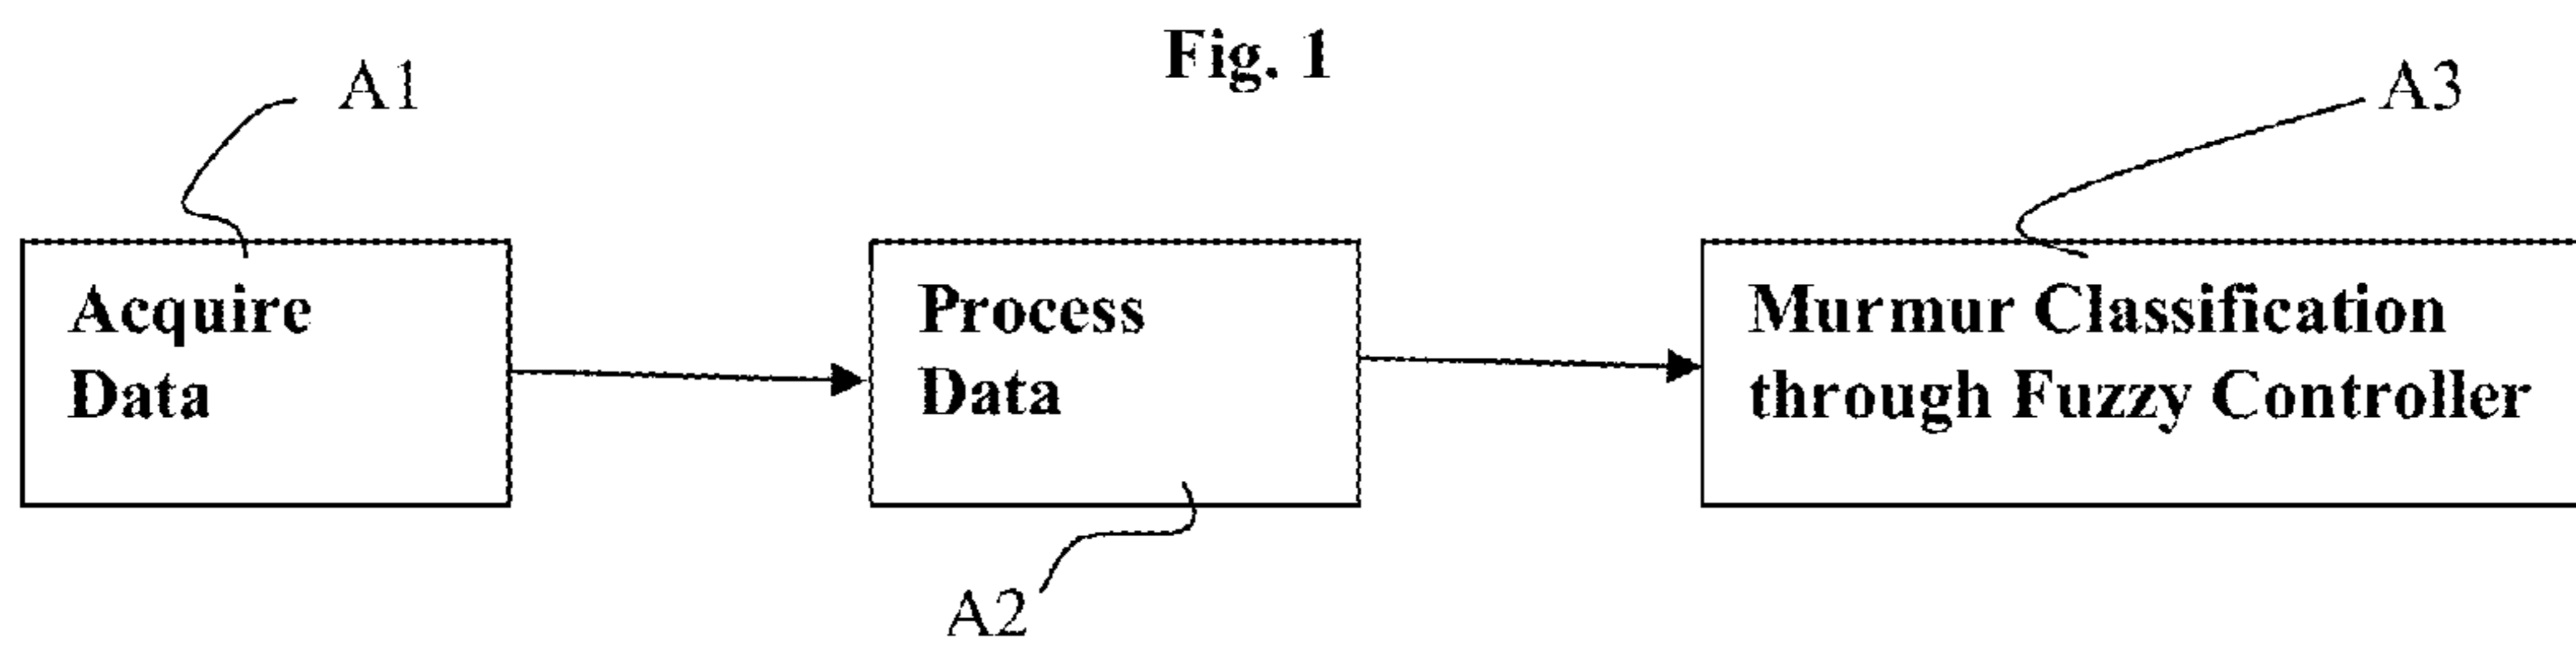 Fig. 1
A1
A3
Acquire
Data
Process
Data
Murmur Classification
through Fuzzy Controller
A2